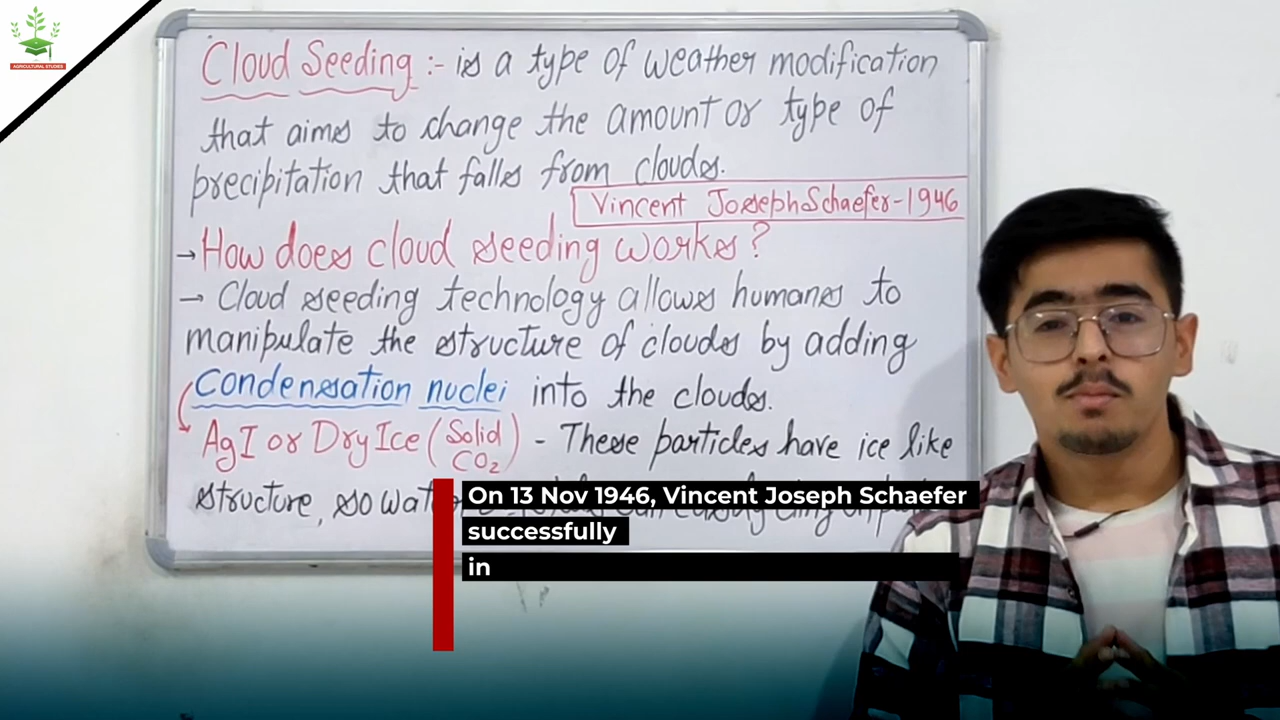 AGRICULTURAL STUDIES
Cloud Seeding :- is a type of weather modification
that aims to change the amount or type of
precipitation that falls from clouds.
Vincent Joseph Schaefer-1946
→ How does cloud seeding works?
→ Cloud seeding technology allows humans to
manipulate the structure of clouds by adding
Condensation nuclei into the clouds.
AgI or Dry Ice (Solid CO₂) - These particles have ice like
structure, so
On 13 Nov 1946, Vincent Joseph Schaefer
successfully
in